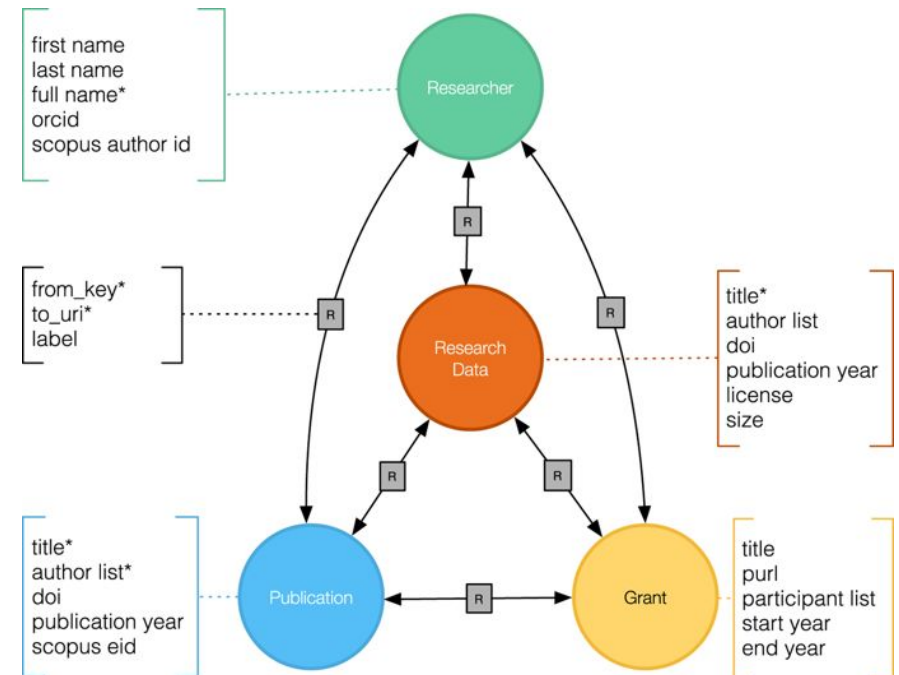 first name
last name
full name*
orcid
scopus author id
Researcher
R
from_key*
to_uri*
label
R
R
Research
Data
title*
author list
doi
publication year
license
size
R
R
title*
author list*
doi
publication year
scopus eid
Publication
R
Grant
title
purl
participant list
start year
end year